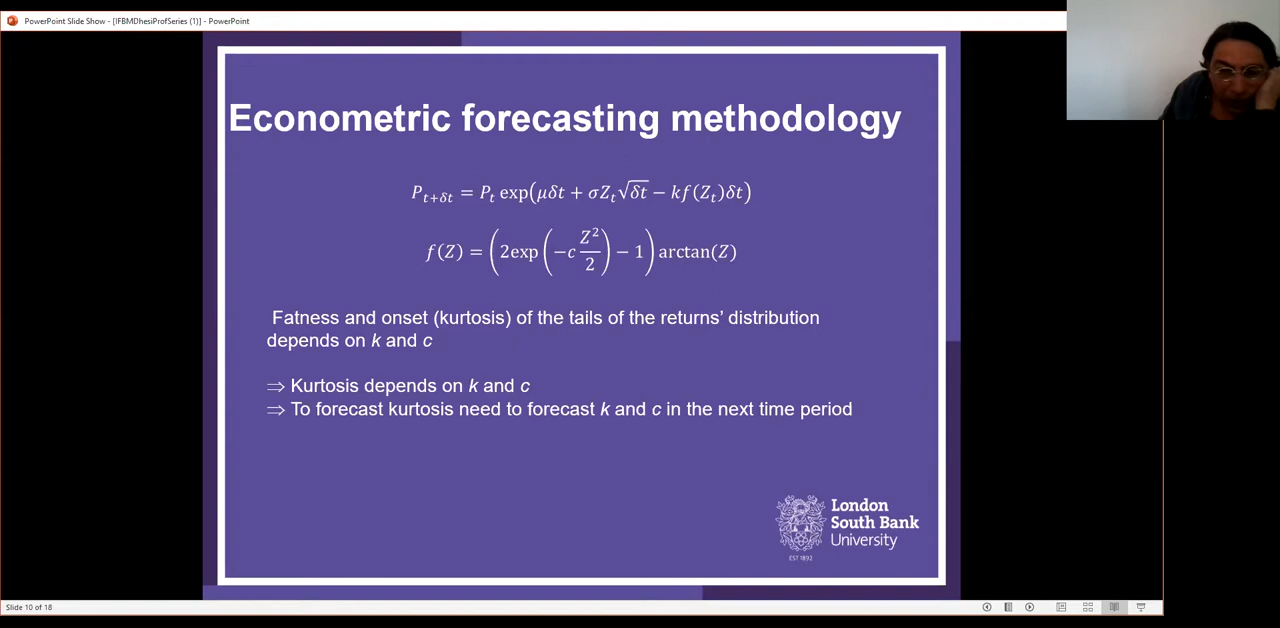 PowerPoint Slide Show - [IFBMDhesiProfSeries (1)] - PowerPoint
Econometric forecasting methodology
P_{t+δt} = P_t exp(μδt + σZ_t√δt − kf(Z_t)δt)
f(Z) = (2exp(−c Z²/2) − 1) arctan(Z)
Fatness and onset (kurtosis) of the tails of the returns' distribution
depends on k and c
⇒ Kurtosis depends on k and c
⇒ To forecast kurtosis need to forecast k and c in the next time period
London
South Bank
University
EST 1892
Slide 10 of 18